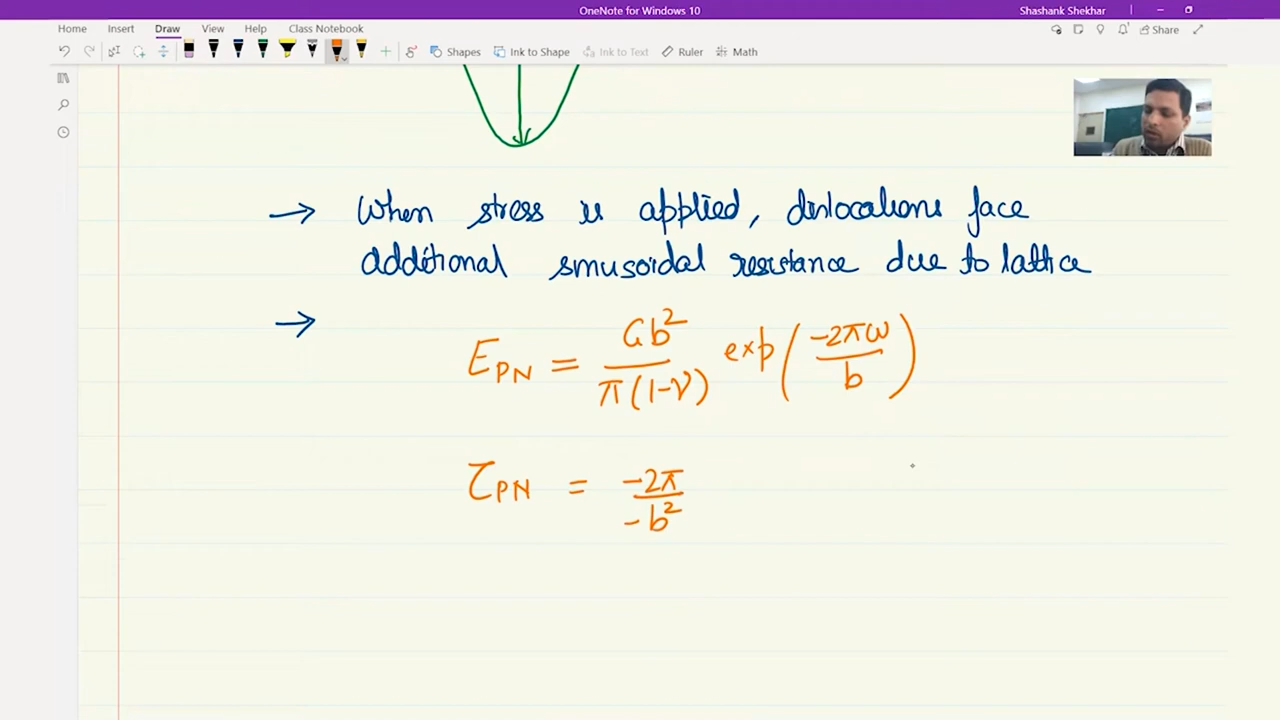 OneNote for Windows 10
Shashank Shekhar
Home Insert Draw View Help Class Notebook
Share
Shapes Ink to Shape Ink to Text Ruler Math
→ When stress is applied, dislocations face
additional sinusoidal resistance due to lattice
→ E_PN = Gb²/π(1-ν) exp(-2πω/b)
τ_PN = -2π/-b²